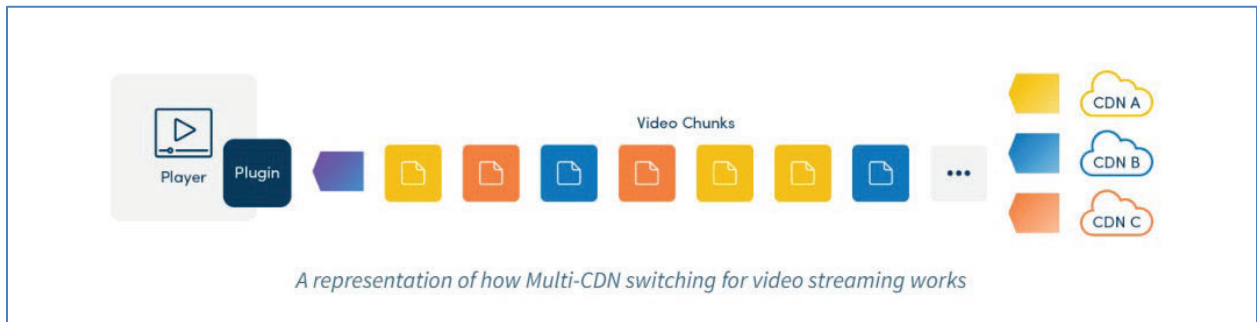 Player
Plugin
Video Chunks
•••
CDN A
CDN B
CDN C
A representation of how Multi-CDN switching for video streaming works